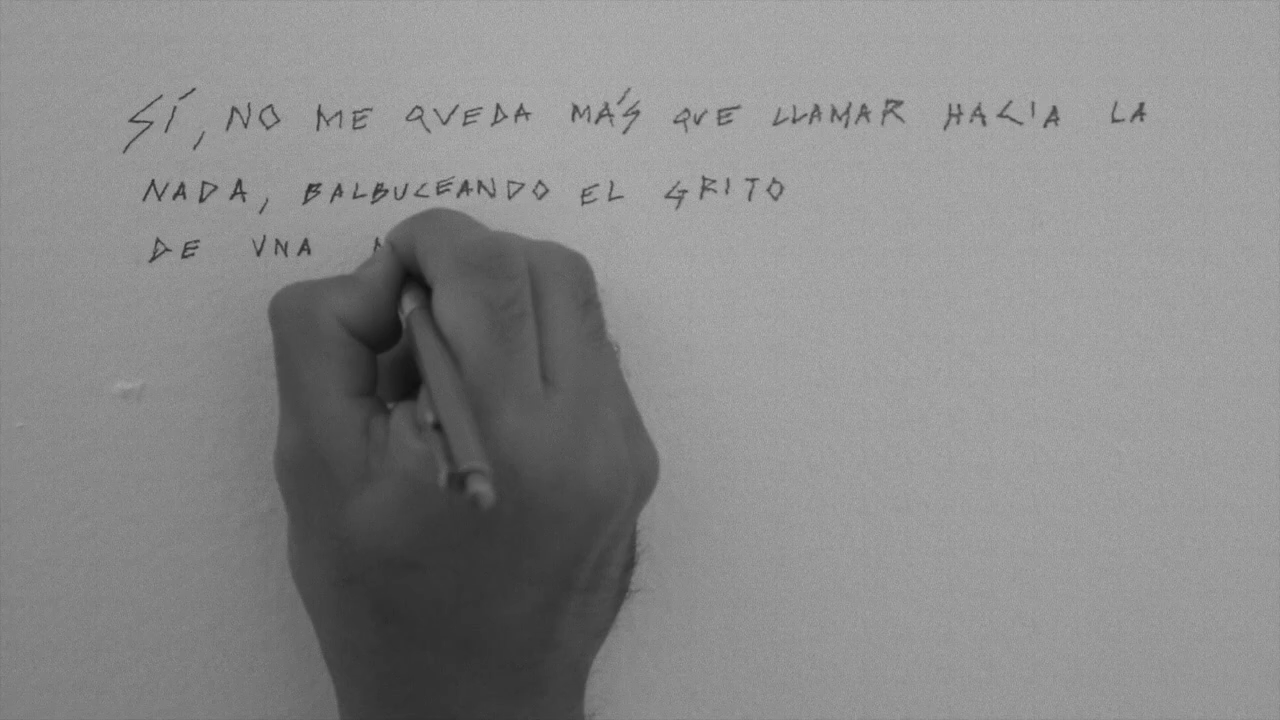 SÍ, NO ME QUEDA MÁS QUE LLAMAR HACIA LA
NADA, BALBUCEANDO EL GRITO
DE UNA